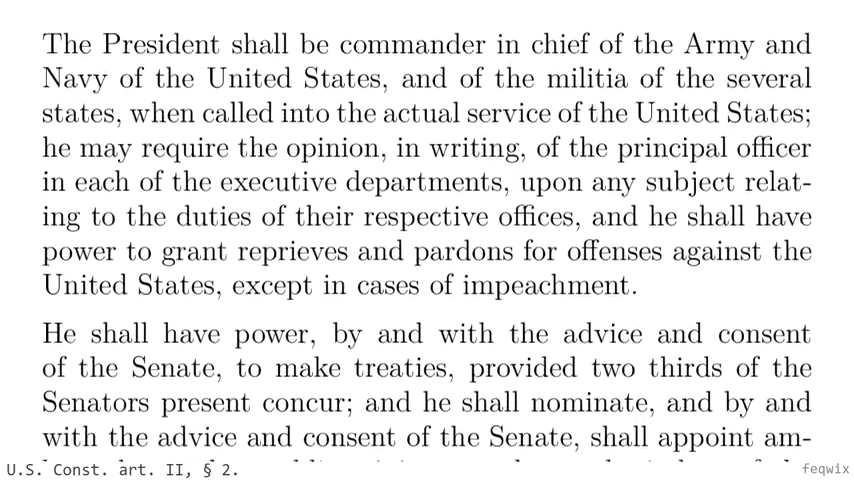 The President shall be commander in chief of the Army and
Navy of the United States, and of the militia of the several
states, when called into the actual service of the United States;
he may require the opinion, in writing, of the principal officer
in each of the executive departments, upon any subject relat-
ing to the duties of their respective offices, and he shall have
power to grant reprieves and pardons for offenses against the
United States, except in cases of impeachment.
He shall have power, by and with the advice and consent
of the Senate, to make treaties, provided two thirds of the
Senators present concur; and he shall nominate, and by and
with the advice and consent of the Senate, shall appoint am-
U.S. Const. art. II, § 2.
feqwix